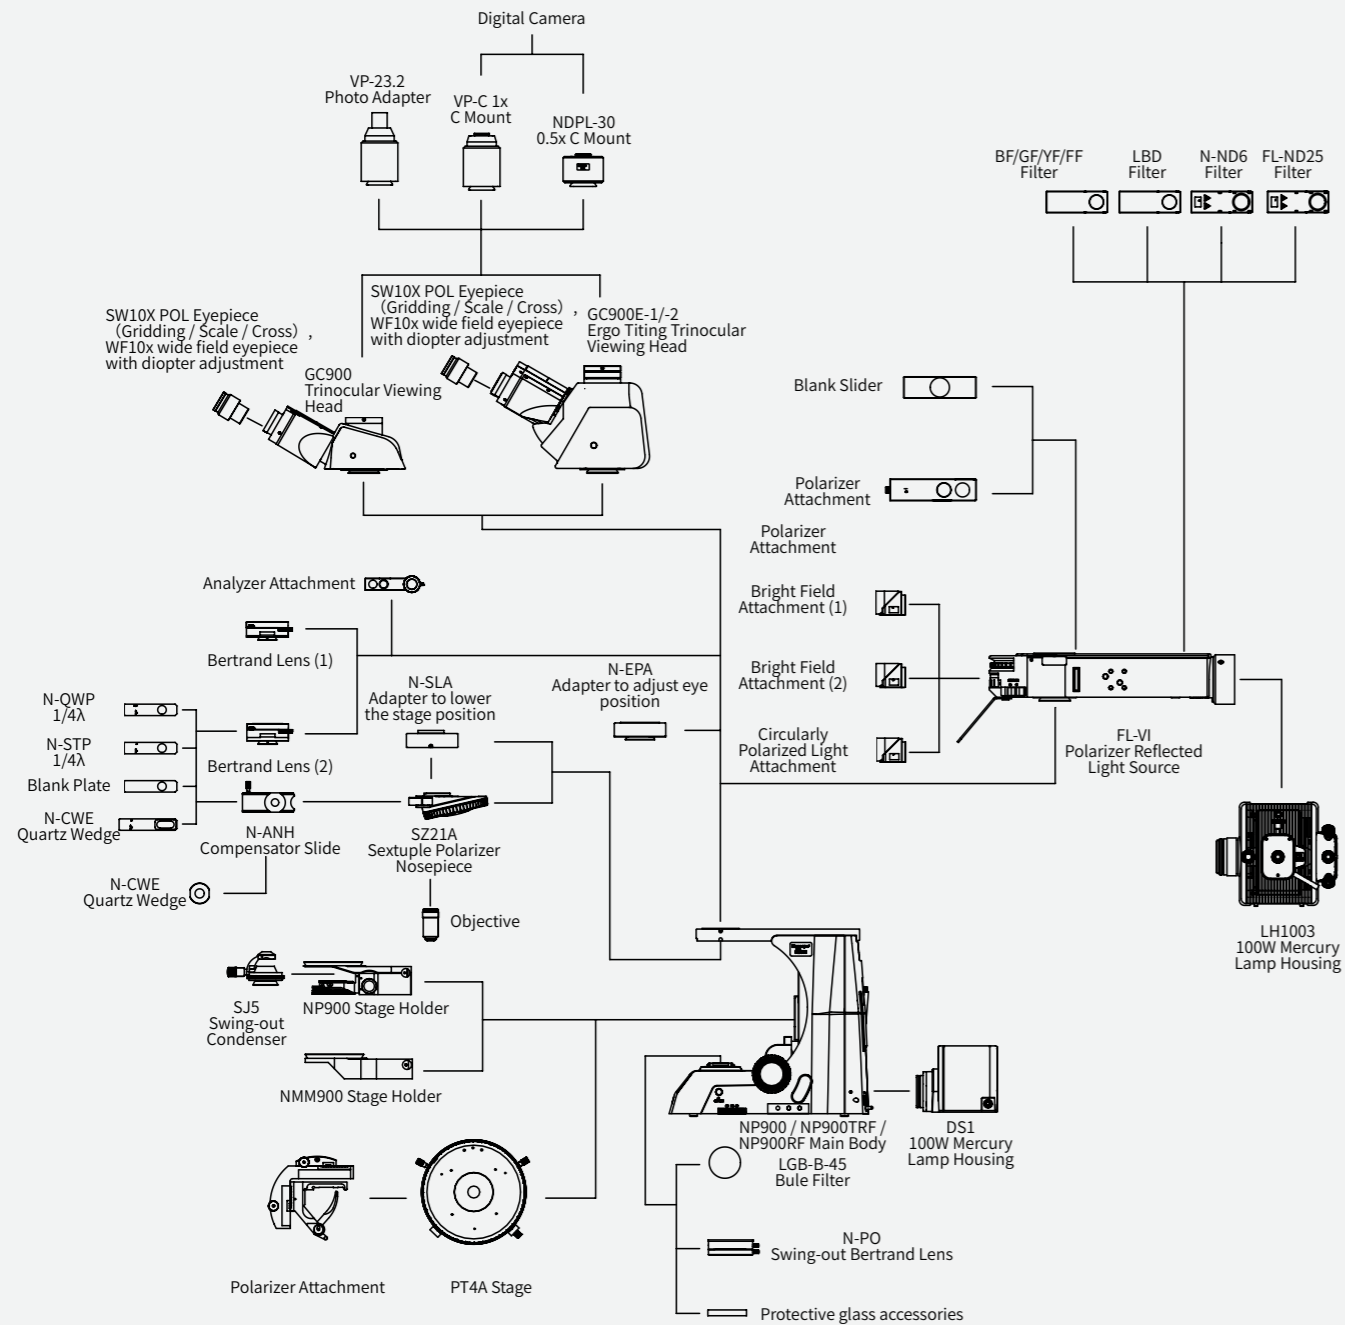 Digital Camera
VP-23.2
Photo Adapter
VP-C 1x
C Mount
NDPL-30
0.5x C Mount
BF/GF/YF/FF
Filter
LBD
Filter
N-ND6
Filter
FL-ND25
Filter
SW10X POL Eyepiece
（Gridding / Scale / Cross），
WF10x wide field eyepiece
with diopter adjustment
SW10X POL Eyepiece
（Gridding / Scale / Cross），
WF10x wide field eyepiece
with diopter adjustment
GC900E-1/-2
Ergo Titing Trinocular
Viewing Head
GC900
Trinocular Viewing
Head
Blank Slider
Polarizer
Attachment
Polarizer
Attachment
Analyzer Attachment
Bright Field
Attachment (1)
Bertrand Lens (1)
N-SLA
Adapter to lower
the stage position
N-EPA
Adapter to adjust eye
position
Bright Field
Attachment (2)
N-QWP
1/4λ
N-STP
1/4λ
Bertrand Lens (2)
Circularly
Polarized Light
Attachment
FL-VI
Polarizer Reflected
Light Source
Blank Plate
N-CWE
Quartz Wedge
N-ANH
Compensator Slide
SZ21A
Sextuple Polarizer
Nosepiece
N-CWE
Quartz Wedge
Objective
LH1003
100W Mercury
Lamp Housing
SJ5
Swing-out
Condenser
NP900 Stage Holder
NMM900 Stage Holder
NP900 / NP900TRF /
NP900RF Main Body
DS1
100W Mercury
Lamp Housing
LGB-B-45
Bule Filter
N-PO
Swing-out Bertrand Lens
Polarizer Attachment
PT4A Stage
Protective glass accessories